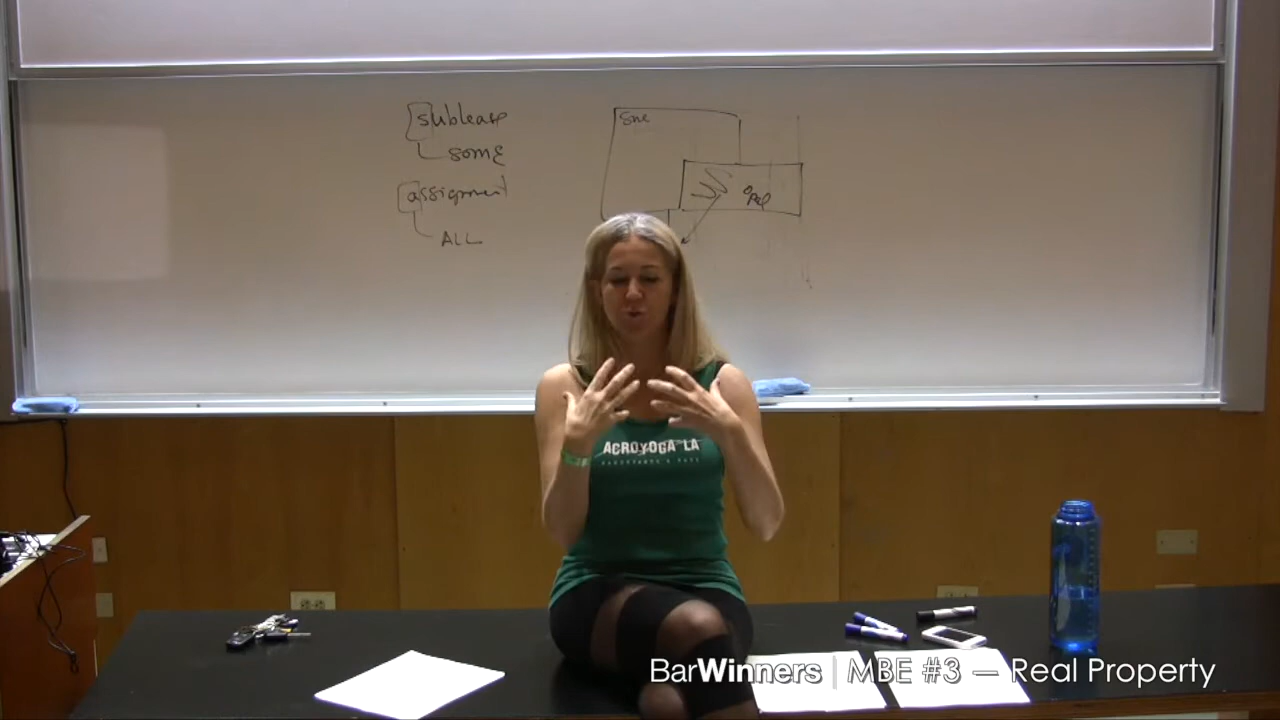 sublease
some
assignment
ALL
ACROYOGA LA
BarWinners | MBE #3 — Real Property